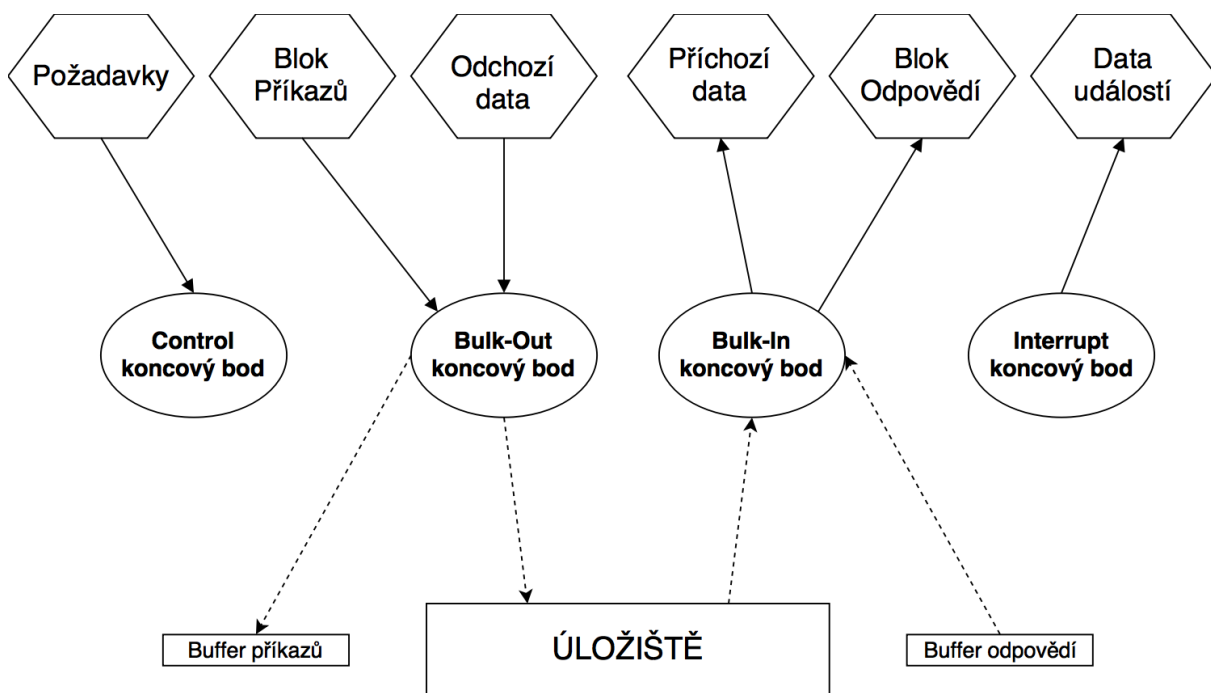 Požadavky
Blok
Příkazů
Odchozí
data
Příchozí
data
Blok
Odpovědí
Data
událostí
Control
koncový bod
Bulk-Out
koncový bod
Bulk-In
koncový bod
Interrupt
koncový bod
Buffer příkazů
ÚLOŽIŠTĚ
Buffer odpovědí